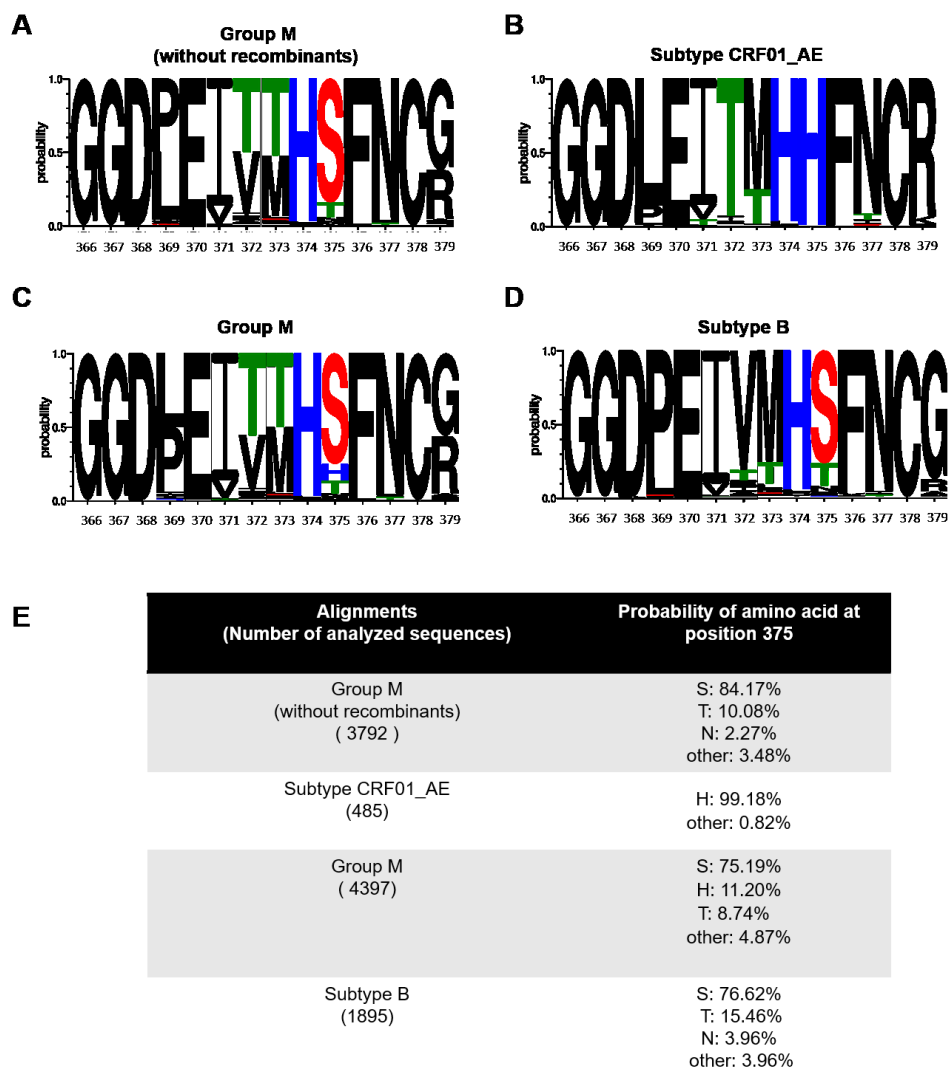 A
Group M
(without recombinants)
probability
1.0
0.5
0.0
366 367 368 369 370 371 372 373 374 375 376 377 378 379
B
Subtype CRF01_AE
probability
1.0
0.5
0.0
366 367 368 369 370 371 372 373 374 375 376 377 378 379
C
Group M
probability
1.0
0.5
0.0
366 367 368 369 370 371 372 373 374 375 376 377 378 379
D
Subtype B
probability
1.0
0.5
0.0
366 367 368 369 370 371 372 373 374 375 376 377 378 379
E
Alignments
(Number of analyzed sequences)
Probability of amino acid at
position 375
Group M
(without recombinants)
( 3792 )
S: 84.17%
T: 10.08%
N: 2.27%
other: 3.48%
Subtype CRF01_AE
(485)
H: 99.18%
other: 0.82%
Group M
( 4397)
S: 75.19%
H: 11.20%
T: 8.74%
other: 4.87%
Subtype B
(1895)
S: 76.62%
T: 15.46%
N: 3.96%
other: 3.96%